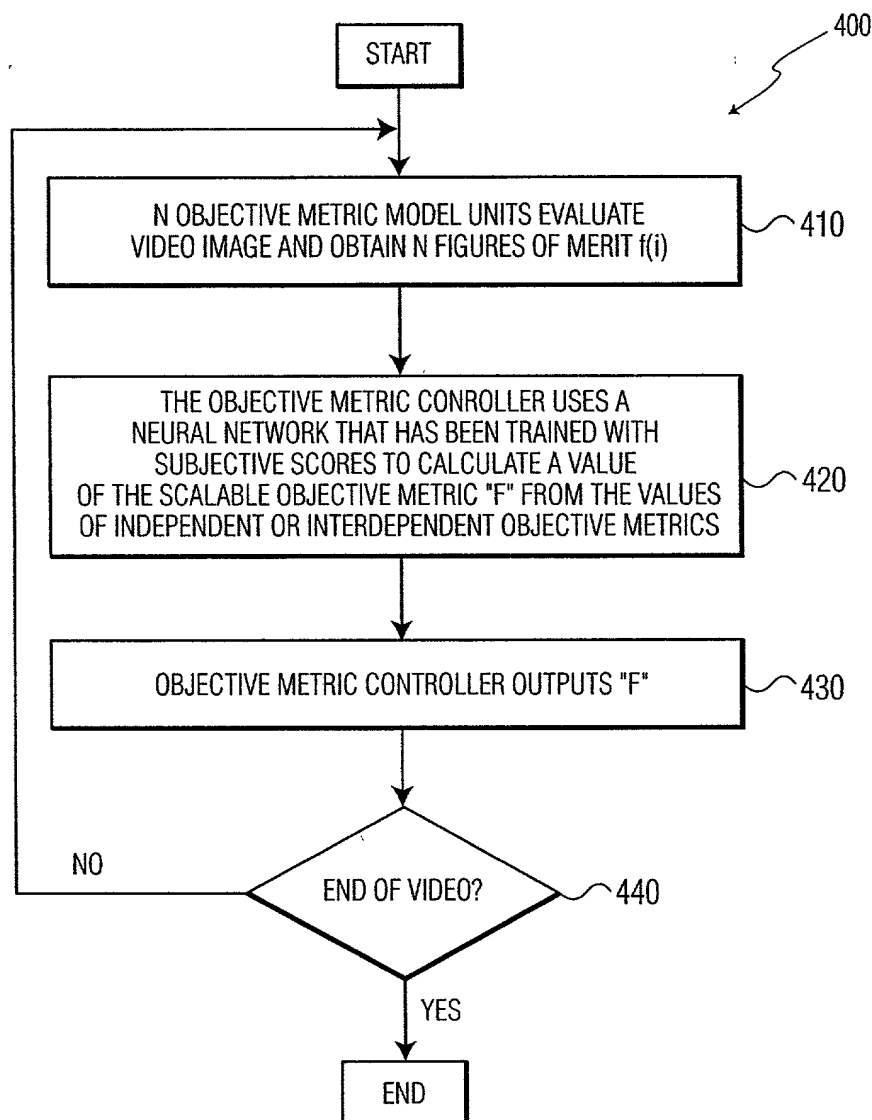 400
START
N OBJECTIVE METRIC MODEL UNITS EVALUATE
VIDEO IMAGE AND OBTAIN N FIGURES OF MERIT f(i)
410
THE OBJECTIVE METRIC CONROLLER USES A
NEURAL NETWORK THAT HAS BEEN TRAINED WITH
SUBJECTIVE SCORES TO CALCULATE A VALUE
OF THE SCALABLE OBJECTIVE METRIC "F" FROM THE VALUES
OF INDEPENDENT OR INTERDEPENDENT OBJECTIVE METRICS
420
OBJECTIVE METRIC CONTROLLER OUTPUTS "F"
430
NO
END OF VIDEO?
440
YES
END